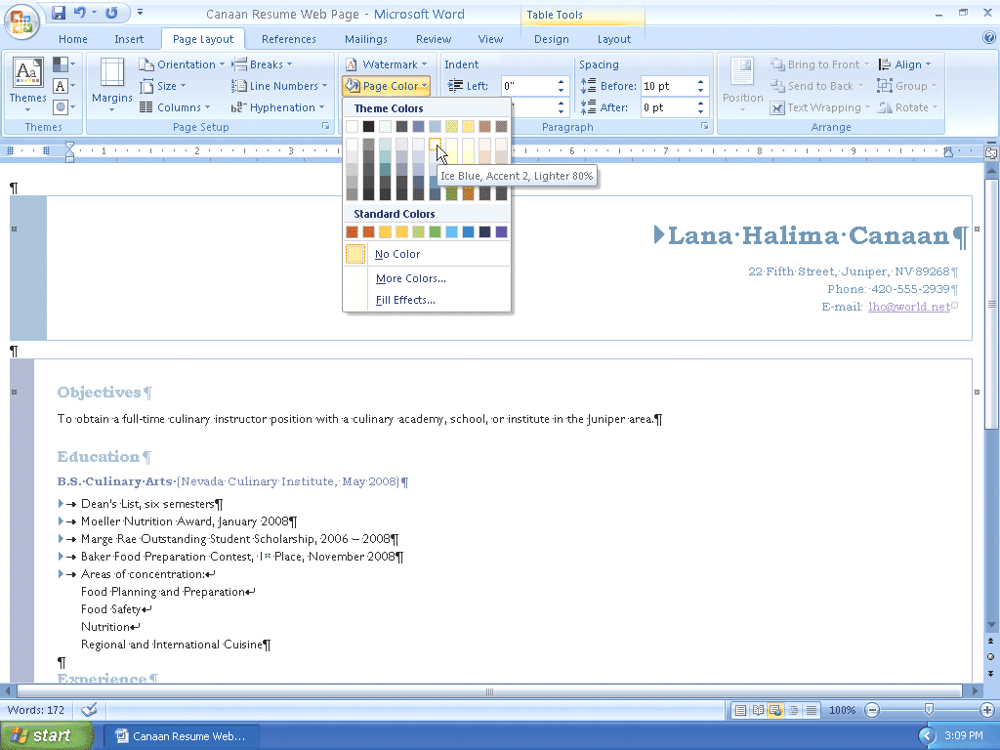 Canaan Resume Web Page - Microsoft Word
Table Tools
Home Insert Page Layout References Mailings Review View Design Layout
Themes
Themes
Margins
Orientation
Size
Columns
Breaks
Line Numbers
Hyphenation
Page Setup
Watermark
Page Color
Indent
Left: 0"
Spacing
Before: 10 pt
After: 0 pt
Paragraph
Position
Bring to Front
Send to Back
Text Wrapping
Align
Group
Rotate
Arrange
Theme Colors
Ice Blue, Accent 2, Lighter 80%
Standard Colors
No Color
More Colors...
Fill Effects...
1 2 6 7 8 9
Lana Halima Canaan¶
22 Fifth Street, Juniper, NV 89268¶
Phone: 420-555-2939¶
E-mail: lhc@world.net
¶
¶
Objectives¶
To obtain a full-time culinary instructor position with a culinary academy, school, or institute in the Juniper area.¶
Education¶
B.S. Culinary Arts (Nevada Culinary Institute, May 2008)¶
Dean's List, six semesters¶
Moeller Nutrition Award, January 2008¶
Marge Rae Outstanding Student Scholarship, 2006 – 2008¶
Baker Food Preparation Contest, 1st Place, November 2008¶
Areas of concentration:↵
Food Planning and Preparation↵
Food Safety↵
Nutrition↵
Regional and International Cuisine¶
¶
Experience¶
Words: 172
100%
start
Canaan Resume Web...
3:09 PM